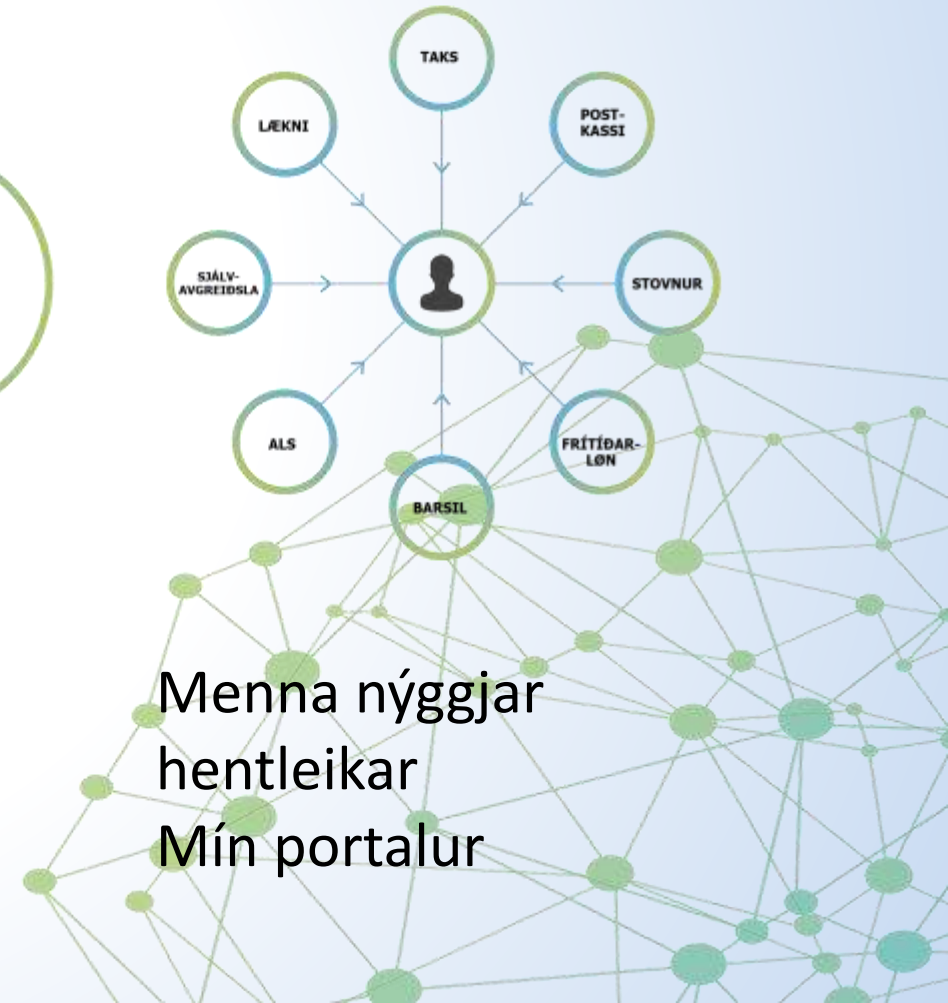 TAKS
LÆKNI
POST-
KASSI
SJÁLV-
AVGREIÐSLA
STOVNUR
ALS
FRÍTÍÐAR-
LØN
BARSIL
Menna nýggjar
hentleikar
Mín portalur